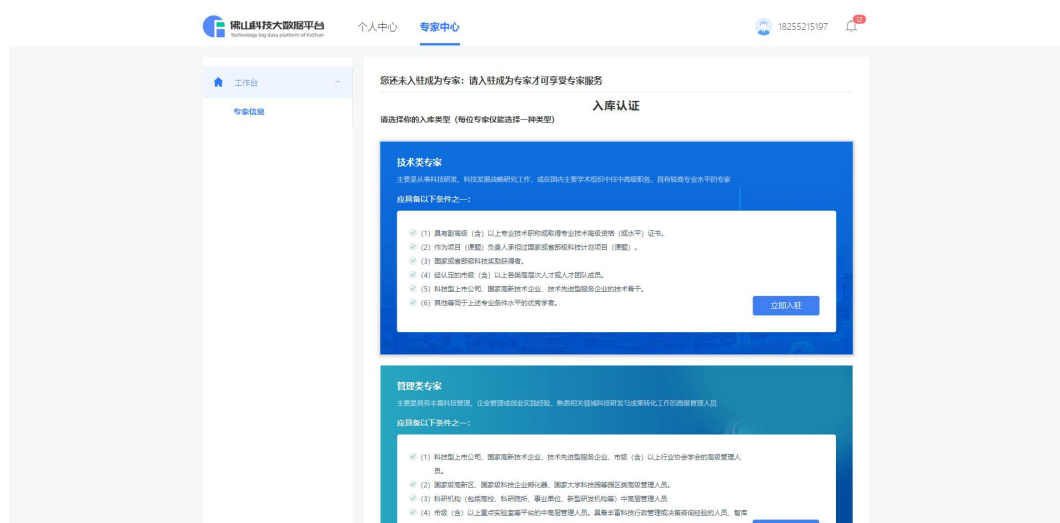 佛山科技大数据平台
Technology big data platform of FoShan
个人中心
专家中心
18255215197
12
工作台
专家信息
您还未入驻成为专家：请入驻成为专家才可享受专家服务
入库认证
请选择你的入库类型（每位专家仅能选择一种类型）
技术类专家
主要是从事科技研发、科技发展战略研究工作，或在国内主要学术组织中任中高级职务，具有较高专业水平的专家
应具备以下条件之一：
（1）具有副高级（含）以上专业技术职称或取得专业技术高级资格（或水平）证书。
（2）作为项目（课题）负责人承担过国家或省部级科技计划项目（课题）。
（3）国家或省部级科技奖励获得者。
（4）经认定的市级（含）以上各类高层次人才或人才团队成员。
（5）科技型上市公司、国家高新技术企业、技术先进型服务企业的技术骨干。
（6）其他等同于上述专业条件水平的优秀学者。
立即入驻
管理类专家
主要是具有丰富科技管理、企业管理或创业实践经验，熟悉相关领域科技研发与成果转化工作的高级管理人员
应具备以下条件之一：
（1）科技型上市公司、国家高新技术企业、技术先进型服务企业、市级（含）以上行业协会学会的高级管理人
员。
（2）国家级高新区、国家级科技企业孵化器、国家大学科技园等园区类高级管理人员。
（3）科研机构（包括高校、科研院所、事业单位、新型研发机构等）中高层管理人员
（4）市级（含）以上重点实验室等平台的中高层管理人员。具备丰富科技行政管理或决策咨询经验的人员、智库